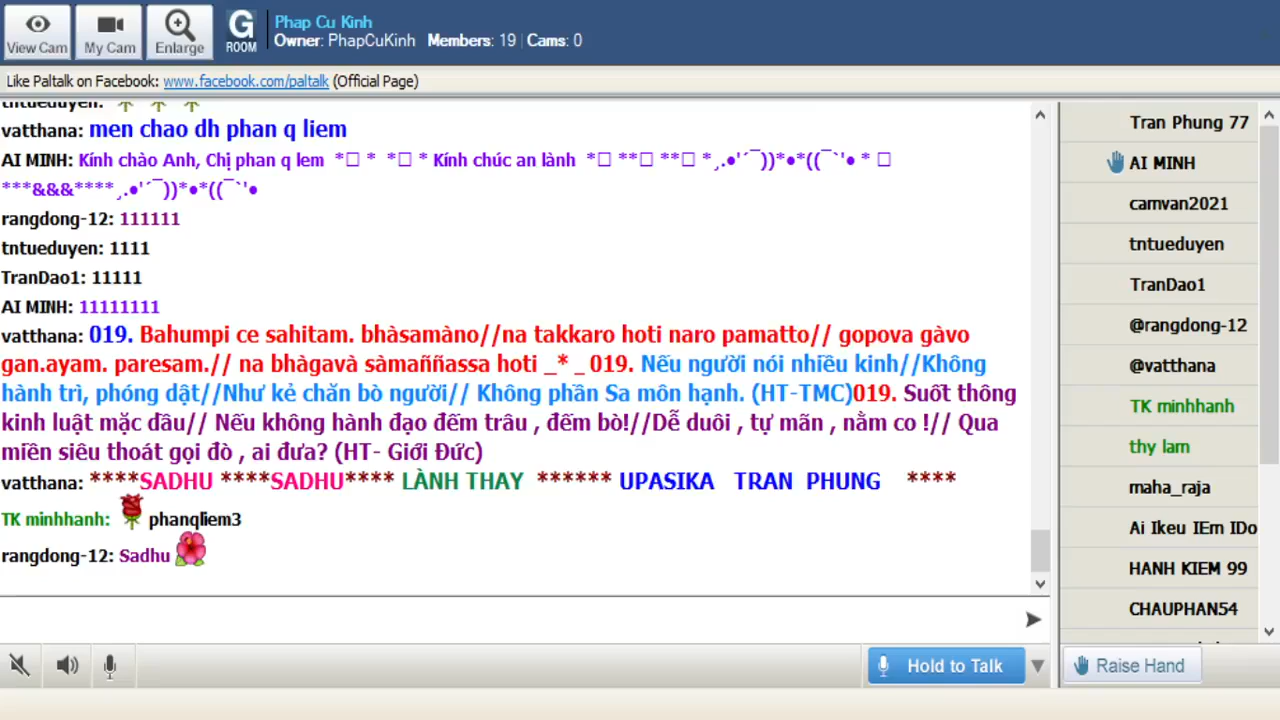 View Cam
My Cam
Enlarge
G
ROOM
Phap Cu Kinh
Owner: PhapCuKinh Members: 19 | Cams: 0
Like Paltalk on Facebook: www.facebook.com/paltalk (Official Page)
tntueduyen:
vatthana: men chao dh phan q liem
AI MINH: Kính chào Anh, Chị phan q lem *□ * *□ * Kính chúc an lành *□ **□ **□ *¸.●'´¯))*●*((¯`'● * □
***&&&****¸.●'´¯))*●*((¯`'●
rangdong-12: 111111
tntueduyen: 1111
TranDao1: 11111
AI MINH: 11111111
vatthana: 019. Bahumpi ce sahitam. bhàsamàno//na takkaro hoti naro pamatto// gopova gàvo
gan.ayam. paresam.// na bhàgavà sàmaññassa hoti _* _ 019. Nếu người nói nhiều kinh//Không
hành trì, phóng dật//Như kẻ chăn bò người// Không phần Sa môn hạnh. (HT-TMC)019. Suốt thông
kinh luật mặc đầu// Nếu không hành đạo đếm trâu , đếm bò!//Dễ duôi , tự mãn , nằm co !// Qua
miền siêu thoát gọi đò , ai đưa? (HT- Giới Đức)
vatthana: ****SADHU ****SADHU**** LÀNH THAY ****** UPASIKA TRAN PHUNG ****
TK minhhanh: phanqliem3
rangdong-12: Sadhu
Tran Phung 77
AI MINH
camvan2021
tntueduyen
TranDao1
@rangdong-12
@vatthana
TK minhhanh
thy lam
maha_raja
Ai Ikeu IEm IDo
HANH KIEM 99
CHAUPHAN54
Hold to Talk
Raise Hand